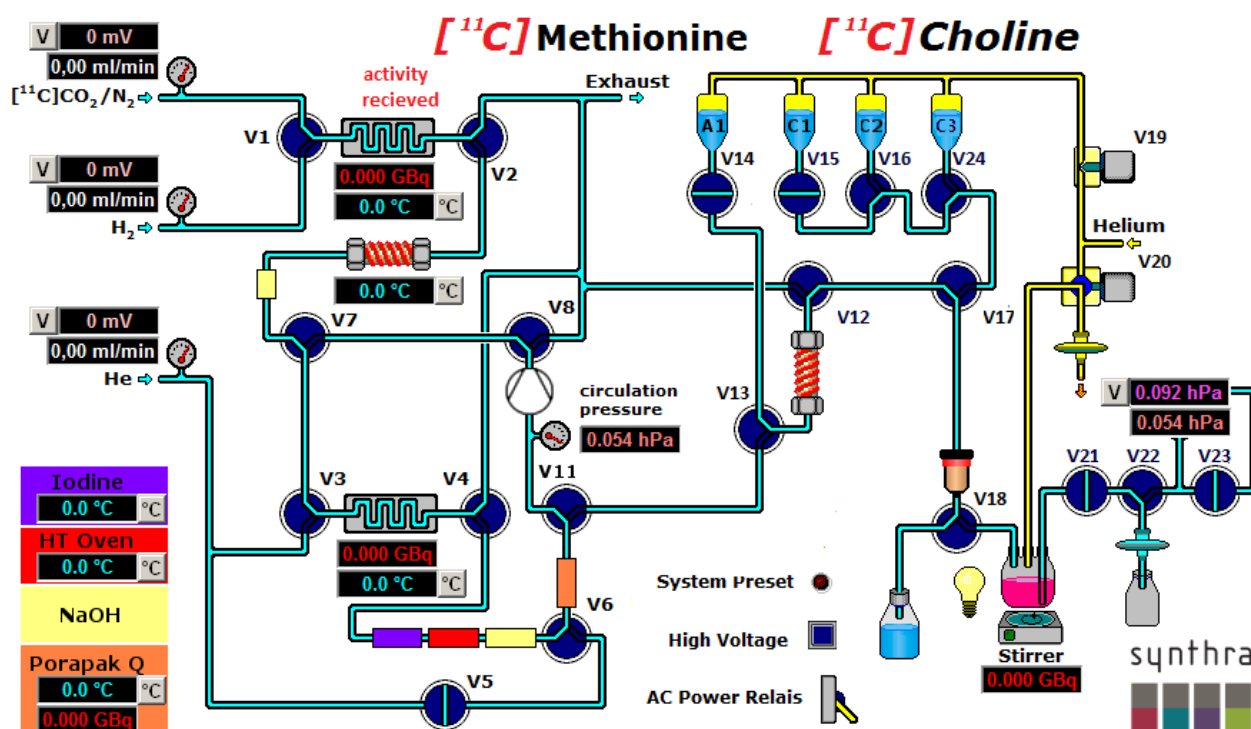 [¹¹C] Methionine
[¹¹C] Choline
V
0 mV
0,00 ml/min
[¹¹C]CO₂/N₂
activity
recieved
Exhaust
V1
V2
0.000 GBq
0.0 °C
°C
V
0 mV
0,00 ml/min
H₂
0.0 °C
°C
A1
C1
C2
C3
V14
V15
V16
V24
V19
Helium
V20
V
0 mV
0,00 ml/min
He
V7
V8
V12
V17
circulation
pressure
0.054 hPa
V13
V
0.092 hPa
0.054 hPa
V3
V4
V11
V18
V21
V22
V23
Iodine
0.0 °C
°C
HT Oven
0.0 °C
°C
NaOH
Porapak Q
0.0 °C
°C
0.000 GBq
0.000 GBq
0.0 °C
°C
V6
V5
System Preset
High Voltage
AC Power Relais
Stirrer
0.000 GBq
synthra